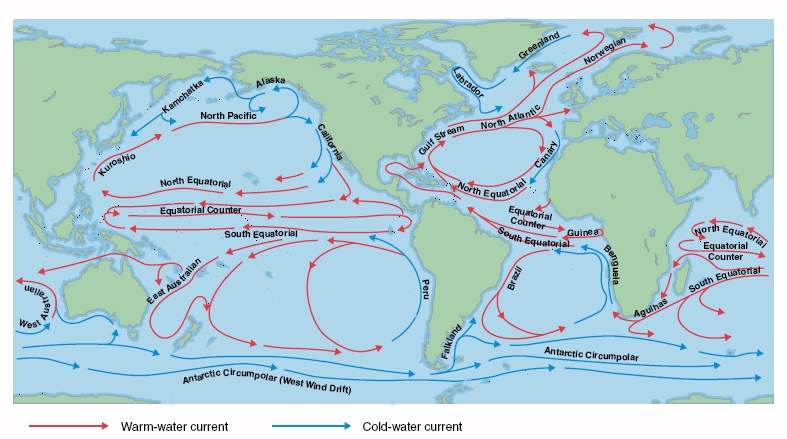 Greenland
Norwegian
Labrador
Alaska
Kamchatka
North Pacific
California
Kuroshio
Gulf Stream
North Atlantic
Canary
North Equatorial
North Equatorial
Equatorial Counter
Equatorial
Counter
South Equatorial
South Equatorial
Guinea
North Equatorial
Equatorial
Counter
South Equatorial
East Australian
West Australian
Peru
Brazil
Benguela
Agulhas
Falkland
Antarctic Circumpolar
Antarctic Circumpolar (West Wind Drift)
Warm-water current
Cold-water current